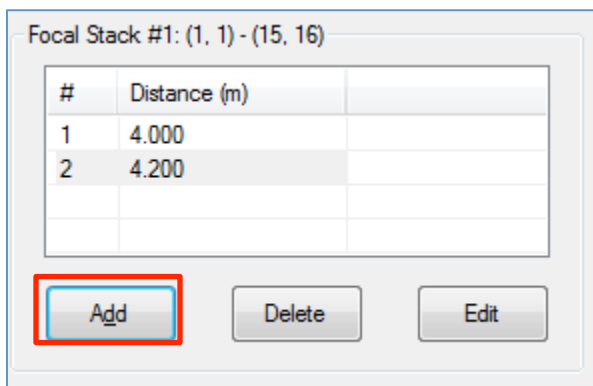 Focal Stack #1: (1, 1) - (15, 16)
# Distance (m)
1 4.000
2 4.200
Add Delete Edit